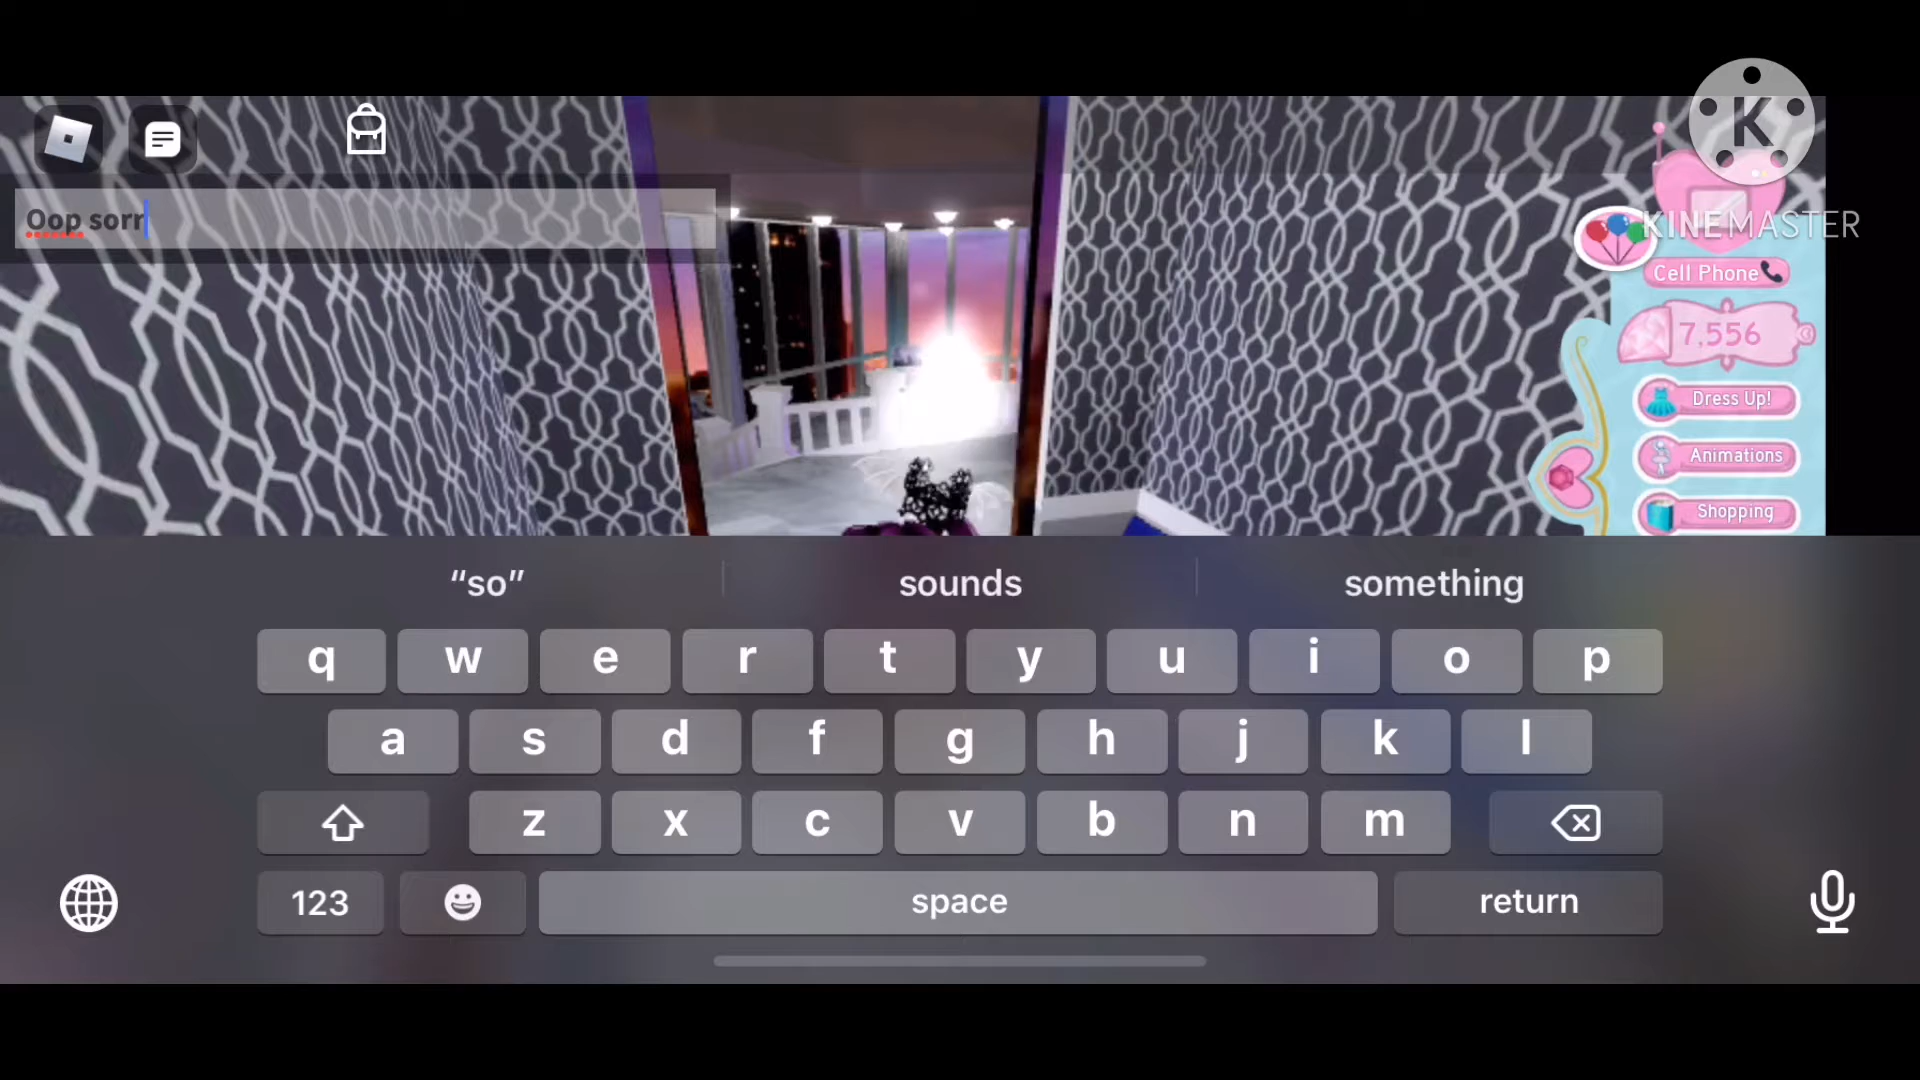 K
KINEMASTER
Oop sorr
Cell Phone
7,556
Dress Up!
Animations
Shopping
“so” sounds something
q w e r t y u i o p
a s d f g h j k l
z x c v b n m
123 space return